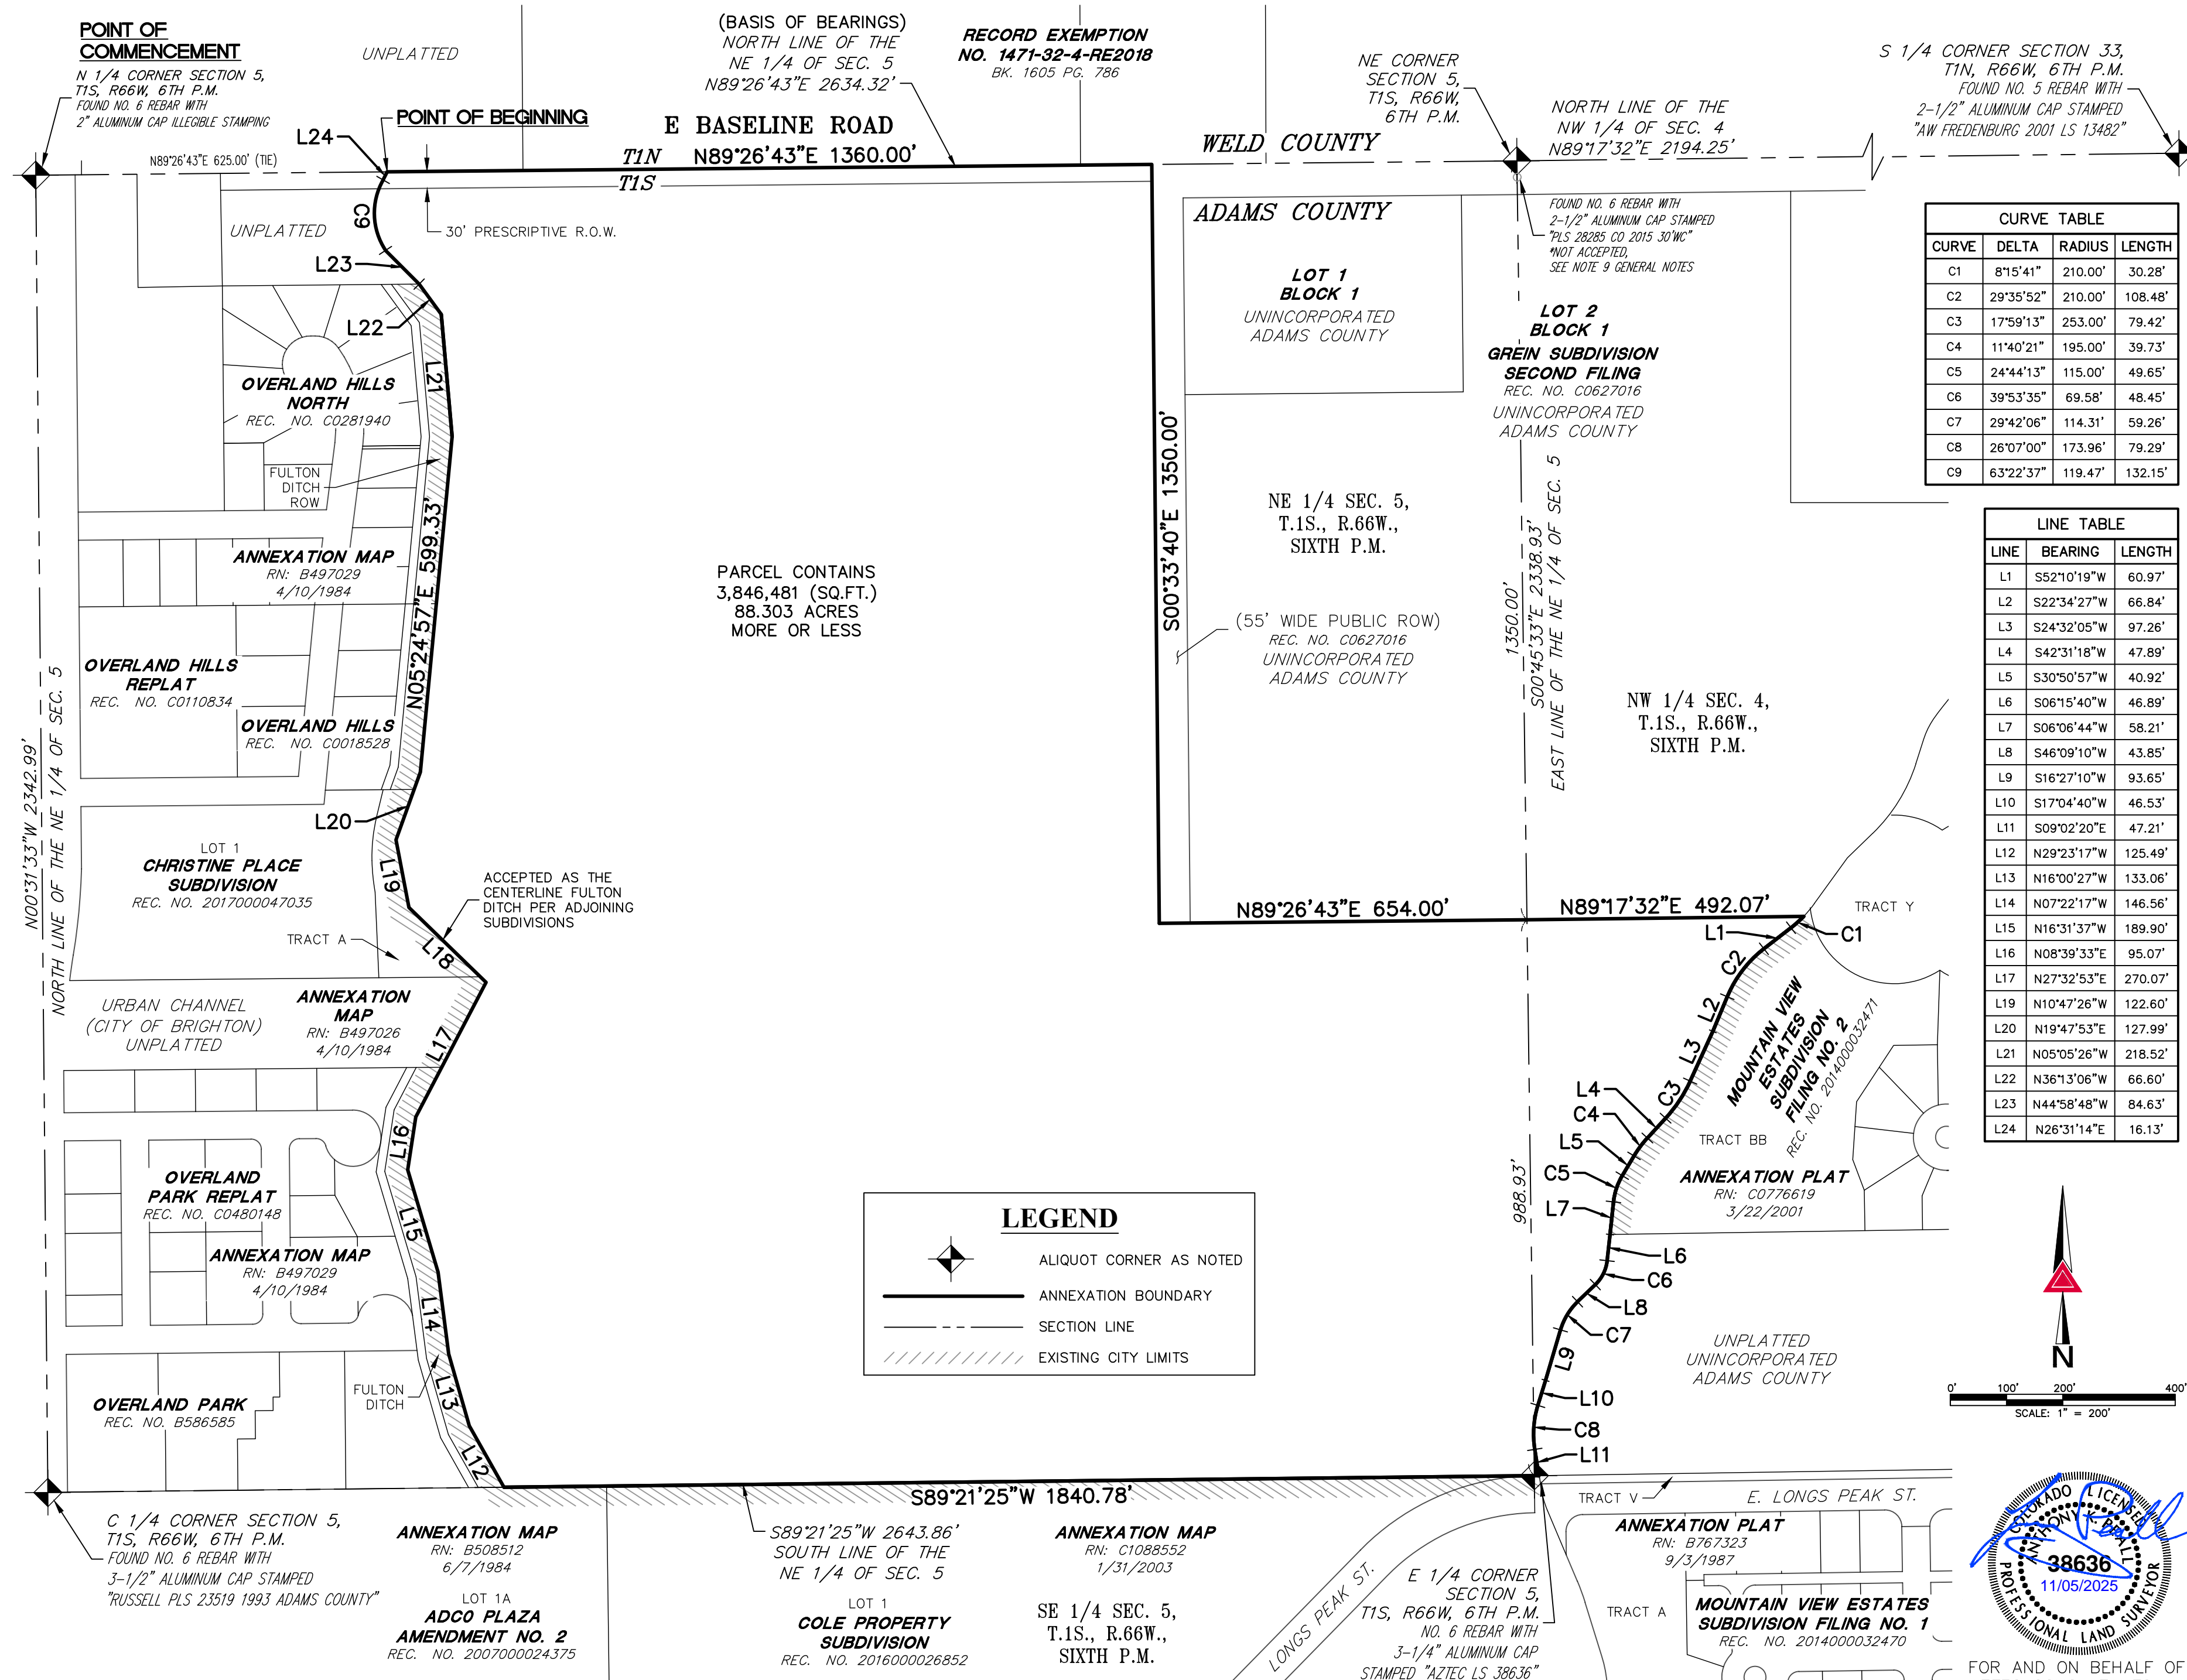 POINT OF
COMMENCEMENT
N 1/4 CORNER SECTION 5,
T1S, R66W, 6TH P.M.
FOUND NO. 6 REBAR WITH
2" ALUMINUM CAP ILLEGIBLE STAMPING
UNPLATTED
(BASIS OF BEARINGS)
NORTH LINE OF THE
NE 1/4 OF SEC. 5
N89°26'43"E 2634.32'
RECORD EXEMPTION
NO. 1471-32-4-RE2018
BK. 1605 PG. 786
NE CORNER
SECTION 5,
T1S, R66W,
6TH P.M.
NORTH LINE OF THE
NW 1/4 OF SEC. 4
N89°17'32"E 2194.25'
S 1/4 CORNER SECTION 33,
T1N, R66W, 6TH P.M.
FOUND NO. 5 REBAR WITH
2-1/2" ALUMINUM CAP STAMPED
"AW FREDENBURG 2001 LS 13482"
L24
POINT OF BEGINNING
E BASELINE ROAD
N89°26'43"E 625.00' (TIE)
T1N N89°26'43"E 1360.00'
T1S
WELD COUNTY
ADAMS COUNTY
C9
UNPLATTED
30' PRESCRIPTIVE R.O.W.
L23
L22
L21
FOUND NO. 6 REBAR WITH
2-1/2" ALUMINUM CAP STAMPED
"PLS 28285 CO 2015 30'WC"
*NOT ACCEPTED,
SEE NOTE 9 GENERAL NOTES
LOT 1
BLOCK 1
UNINCORPORATED
ADAMS COUNTY
LOT 2
BLOCK 1
GREIN SUBDIVISION
SECOND FILING
REC. NO. C0627016
UNINCORPORATED
ADAMS COUNTY
CURVE TABLE
CURVE DELTA RADIUS LENGTH
C1 8°15'41" 210.00' 30.28'
C2 29°35'52" 210.00' 108.48'
C3 17°59'13" 253.00' 79.42'
C4 11°40'21" 195.00' 39.73'
C5 24°44'13" 115.00' 49.65'
C6 39°53'35" 69.58' 48.45'
C7 29°42'06" 114.31' 59.26'
C8 26°07'00" 173.96' 79.29'
C9 63°22'37" 119.47' 132.15'
OVERLAND HILLS
NORTH
REC. NO. C0281940
FULTON
DITCH
ROW
ANNEXATION MAP
RN: B497029
4/10/1984
N05°24'57"E 599.33'
OVERLAND HILLS
REPLAT
REC. NO. C0110834
OVERLAND HILLS
REC. NO. C0018528
PARCEL CONTAINS
3,846,481 (SQ.FT.)
88.303 ACRES
MORE OR LESS
S00°33'40"E 1350.00'
NE 1/4 SEC. 5,
T.1S., R.66W.,
SIXTH P.M.
(55' WIDE PUBLIC ROW)
REC. NO. C0627016
UNINCORPORATED
ADAMS COUNTY
1350.00'
S00°45'33"E 2338.93'
EAST LINE OF THE NE 1/4 OF SEC. 5
NW 1/4 SEC. 4,
T.1S., R.66W.,
SIXTH P.M.
LINE TABLE
LINE BEARING LENGTH
L1 S52°10'19"W 60.97'
L2 S22°34'27"W 66.84'
L3 S24°32'05"W 97.26'
L4 S42°31'18"W 47.89'
L5 S30°50'57"W 40.92'
L6 S06°15'40"W 46.89'
L7 S06°06'44"W 58.21'
L8 S46°09'10"W 43.85'
L9 S16°27'10"W 93.65'
L10 S17°04'40"W 46.53'
L11 S09°02'20"E 47.21'
L12 N29°23'17"W 125.49'
L13 N16°00'27"W 133.06'
L14 N07°22'17"W 146.56'
L15 N16°31'37"W 189.90'
L16 N08°39'33"E 95.07'
L17 N27°32'53"E 270.07'
L19 N10°47'26"W 122.60'
L20 N19°47'53"E 127.99'
L21 N05°05'26"W 218.52'
L22 N36°13'06"W 66.60'
L23 N44°58'48"W 84.63'
L24 N26°31'14"E 16.13'
N00°31'33"W 2342.99'
NORTH LINE OF THE NE 1/4 OF SEC. 5
L20
LOT 1
CHRISTINE PLACE
SUBDIVISION
REC. NO. 2017000047035
L19
TRACT A
ACCEPTED AS THE
CENTERLINE FULTON
DITCH PER ADJOINING
SUBDIVISIONS
L18
N89°26'43"E 654.00'
N89°17'32"E 492.07'
TRACT Y
L1
C1
C2
L2
L3
C3
L4
C4
L5
C5
L7
L6
C6
L8
C7
L9
L10
C8
L11
MOUNTAIN VIEW
ESTATES
SUBDIVISION
FILING NO. 2
REC. NO. 2014000032471
TRACT BB
ANNEXATION PLAT
RN: C0776619
3/22/2001
988.93'
URBAN CHANNEL
(CITY OF BRIGHTON)
UNPLATTED
ANNEXATION
MAP
RN: B497026
4/10/1984
L17
L16
OVERLAND
PARK REPLAT
REC. NO. C0480148
L15
ANNEXATION MAP
RN: B497029
4/10/1984
L14
L13
FULTON
DITCH
OVERLAND PARK
REC. NO. B586585
L12
LEGEND
ALIQUOT CORNER AS NOTED
ANNEXATION BOUNDARY
SECTION LINE
EXISTING CITY LIMITS
UNPLATTED
UNINCORPORATED
ADAMS COUNTY
N
0' 100' 200' 400'
SCALE: 1" = 200'
S89°21'25"W 1840.78'
C 1/4 CORNER SECTION 5,
T1S, R66W, 6TH P.M.
FOUND NO. 6 REBAR WITH
3-1/2" ALUMINUM CAP STAMPED
"RUSSELL PLS 23519 1993 ADAMS COUNTY"
ANNEXATION MAP
RN: B508512
6/7/1984
LOT 1A
ADCO PLAZA
AMENDMENT NO. 2
REC. NO. 2007000024375
S89°21'25"W 2643.86'
SOUTH LINE OF THE
NE 1/4 OF SEC. 5
LOT 1
COLE PROPERTY
SUBDIVISION
REC. NO. 2016000026852
ANNEXATION MAP
RN: C1088552
1/31/2003
SE 1/4 SEC. 5,
T.1S., R.66W.,
SIXTH P.M.
LONGS PEAK ST.
E 1/4 CORNER
SECTION 5,
T1S, R66W, 6TH P.M.
NO. 6 REBAR WITH
3-1/4" ALUMINUM CAP
STAMPED "AZTEC LS 38636"
TRACT V
E. LONGS PEAK ST.
ANNEXATION PLAT
RN: B767323
9/3/1987
TRACT A
MOUNTAIN VIEW ESTATES
SUBDIVISION FILING NO. 1
REC. NO. 2014000032470
COLORADO LICENSED
ANTHONY
38636
11/05/2025
PROFESSIONAL LAND SURVEYOR
FOR AND ON BEHALF OF